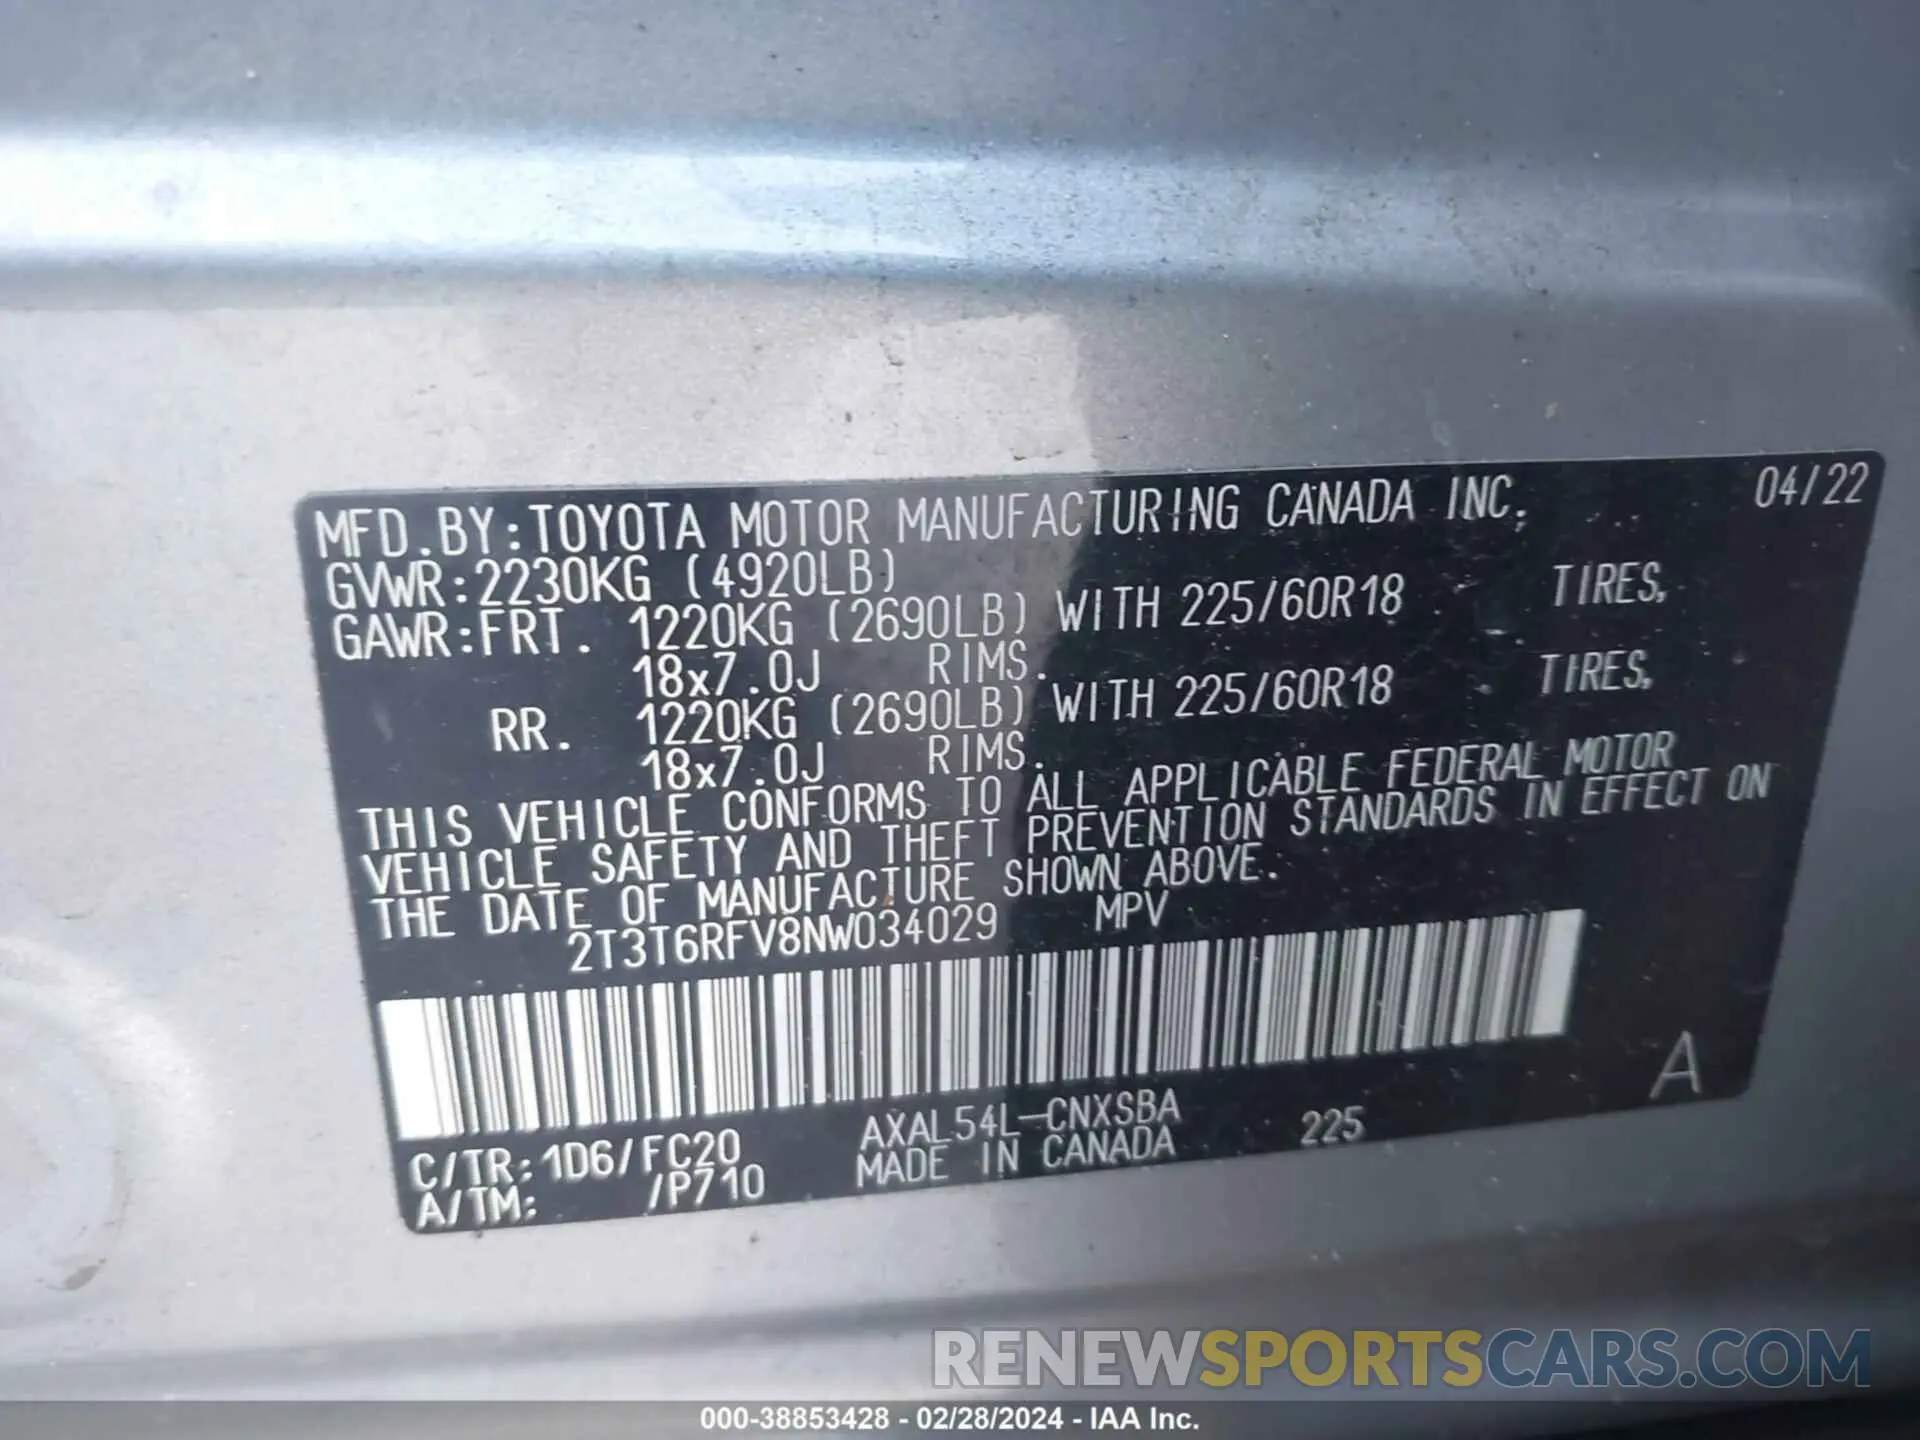 MFD.BY:TOYOTA MOTOR MANUFACTURING CANADA INC. 04/22
GVWR:2230KG (4920LB)
GAWR:FRT. 1220KG (2690LB) WITH 225/60R18 TIRES,
18x7.0J RIMS.
RR. 1220KG (2690LB) WITH 225/60R18 TIRES,
18x7.0J RIMS.
THIS VEHICLE CONFORMS TO ALL APPLICABLE FEDERAL MOTOR
VEHICLE SAFETY AND THEFT PREVENTION STANDARDS IN EFFECT ON
THE DATE OF MANUFACTURE SHOWN ABOVE.
2T3T6RFV8NW034029 MPV
A
C/TR:1D6/FC20 AXAL54L-CNXSBA 225
A/TM: /P710 MADE IN CANADA
RENEWSPORTSCARS.COM
000-38853428 - 02/28/2024 - IAA Inc.